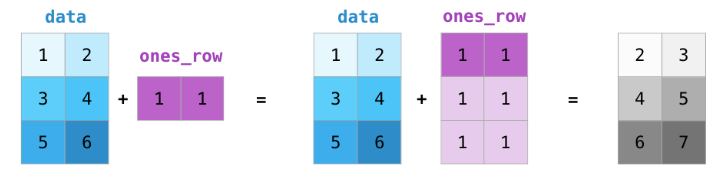 data data ones_row
1 2 ones_row 1 2 1 1 2 3
3 4 + 1 1 = 3 4 + 1 1 = 4 5
5 6 5 6 1 1 6 7